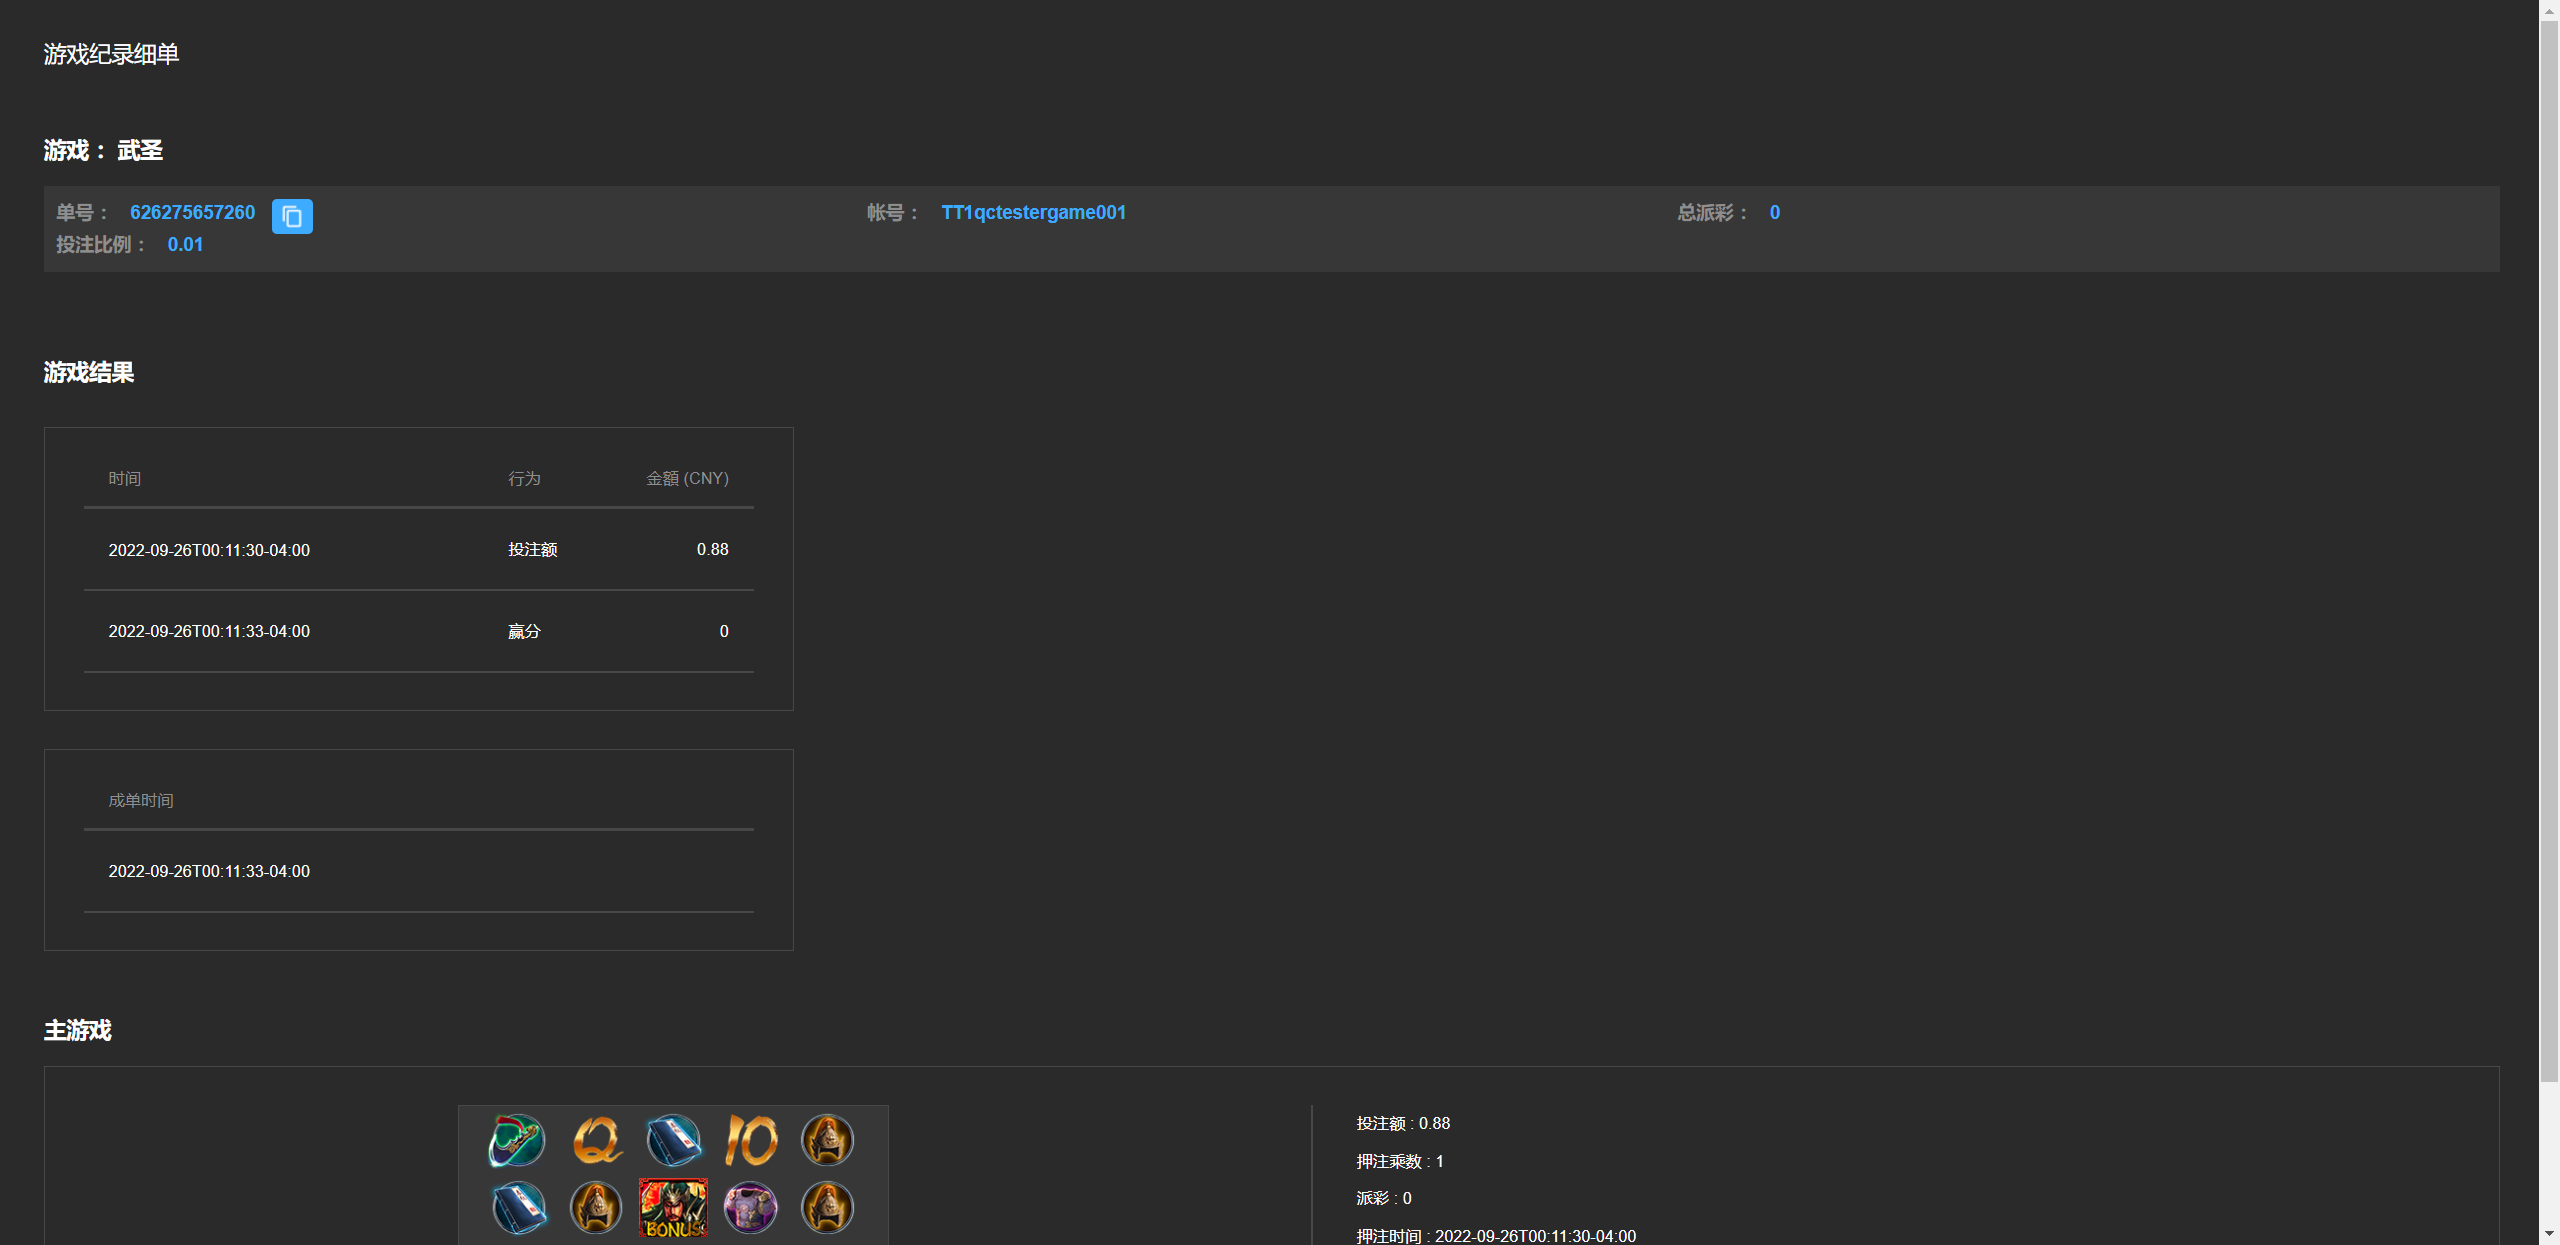 游戏纪录细单
游戏： 武圣
单号： 626275657260 帐号： TT1qctestergame001 总派彩： 0
投注比例： 0.01
游戏结果
时间 行为 金額 (CNY)
2022-09-26T00:11:30-04:00 投注额 0.88
2022-09-26T00:11:33-04:00 赢分 0
成单时间
2022-09-26T00:11:33-04:00
主游戏
Q 10
BONUS
投注额 : 0.88
押注乘数 : 1
派彩 : 0
押注时间 : 2022-09-26T00:11:30-04:00